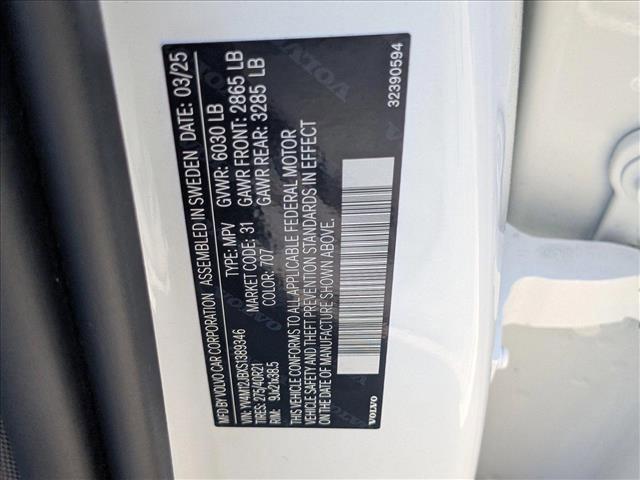 MFD BY VOLVO CAR CORPORATION ASSEMBLED IN SWEDEN DATE: 03/25
VIN: YV4M12JBXS1389346 TYPE: MPV GVWR: 6030 LB
TIRES: 275/40R21 MARKET CODE: 31 GAWR FRONT: 2865 LB
RIM: 9Jx21x38.5 COLOR: 707 GAWR REAR: 3285 LB
THIS VEHICLE CONFORMS TO ALL APPLICABLE FEDERAL MOTOR
VEHICLE SAFETY AND THEFT PREVENTION STANDARDS IN EFFECT
ON THE DATE OF MANUFACTURE SHOWN ABOVE.
VOLVO
32390594